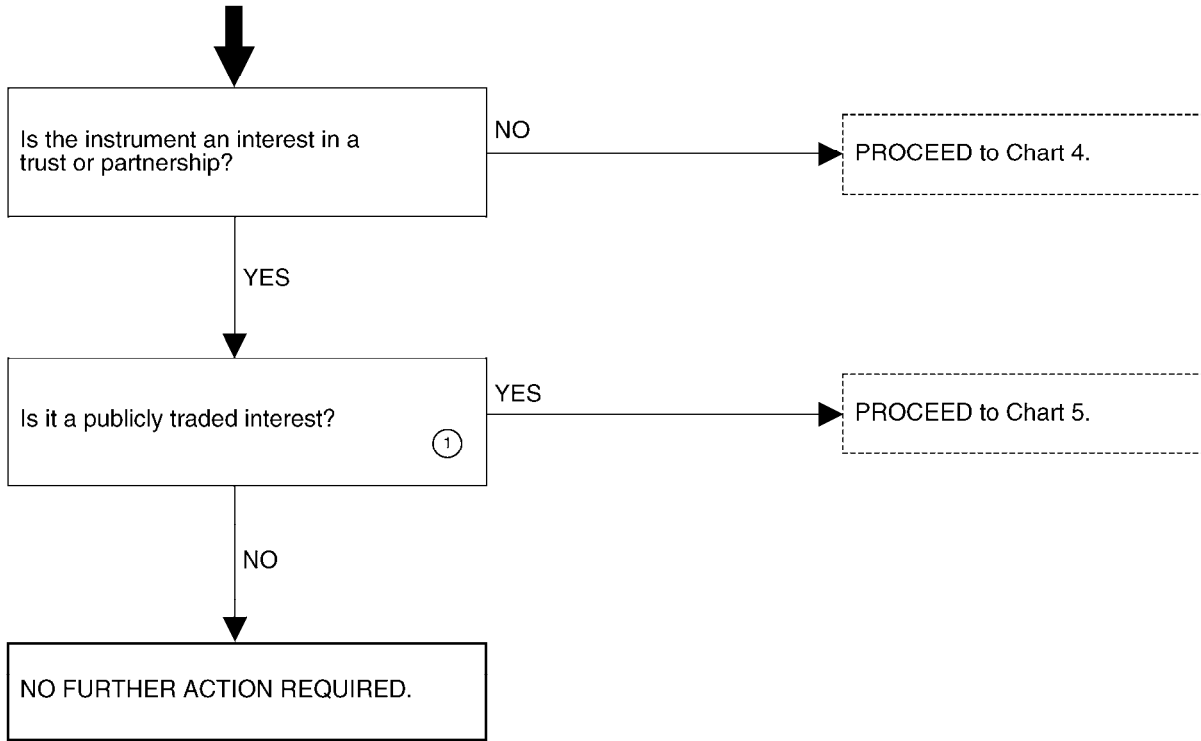 Is the instrument an interest in a
trust or partnership?
NO
PROCEED to Chart 4.
YES
Is it a publicly traded interest?
1
YES
PROCEED to Chart 5.
NO
NO FURTHER ACTION REQUIRED.